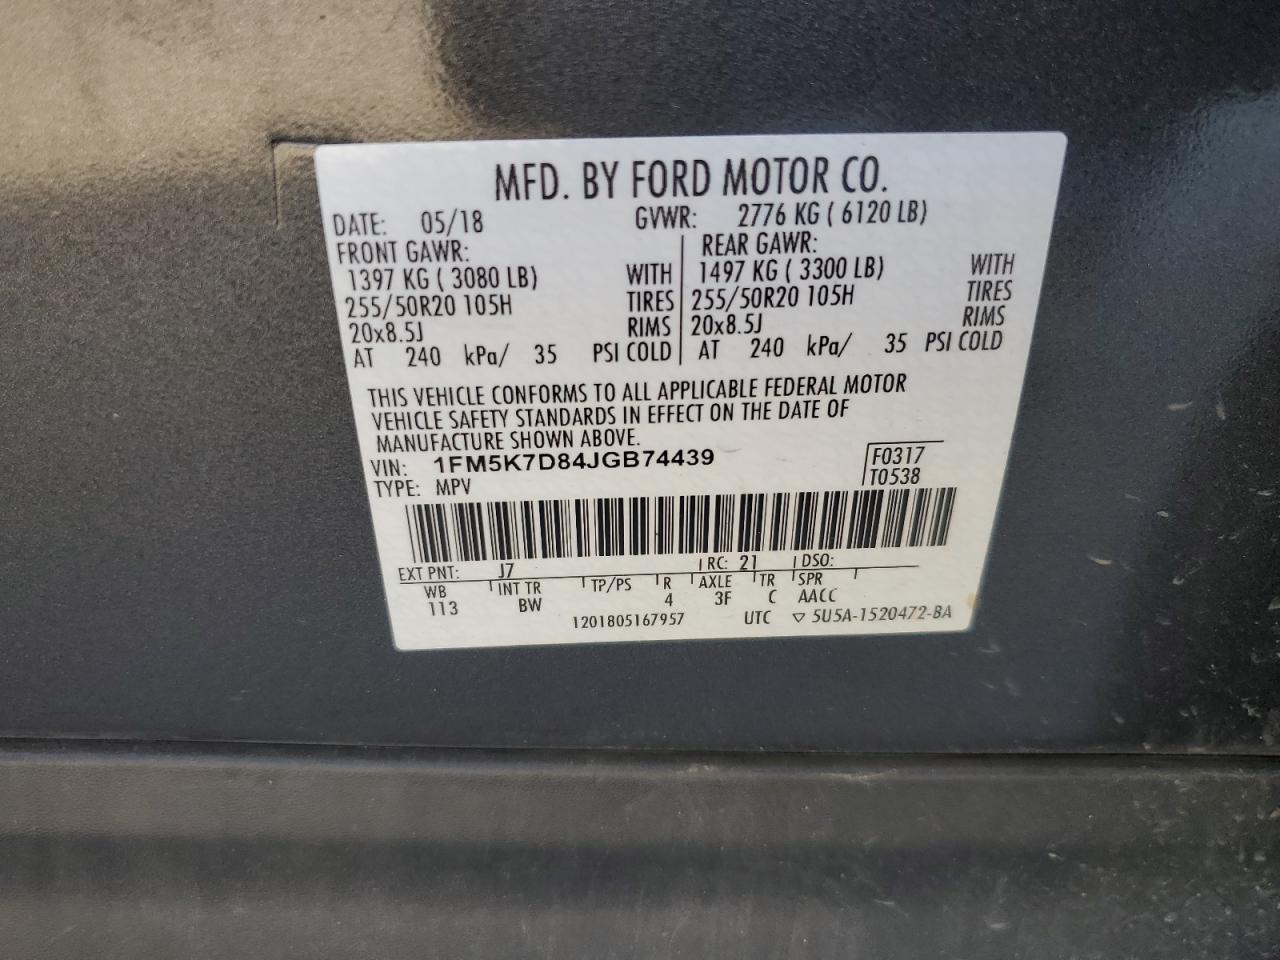 MFD. BY FORD MOTOR CO.
DATE: 05/18 GVWR: 2776 KG ( 6120 LB)
FRONT GAWR: REAR GAWR:
1397 KG ( 3080 LB) WITH 1497 KG ( 3300 LB) WITH
255/50R20 105H TIRES 255/50R20 105H TIRES
20x8.5J RIMS 20x8.5J RIMS
AT 240 kPa/ 35 PSI COLD AT 240 kPa/ 35 PSI COLD
THIS VEHICLE CONFORMS TO ALL APPLICABLE FEDERAL MOTOR
VEHICLE SAFETY STANDARDS IN EFFECT ON THE DATE OF
MANUFACTURE SHOWN ABOVE.
VIN: 1FM5K7D84JGB74439 F0317
TYPE: MPV T0538
EXT PNT: J7 RC: 21 DSO:
WB INT TR TP/PS R AXLE TR SPR
113 BW 4 3F C AACC
1201805167957 UTC ▽ 5U5A-1520472-BA